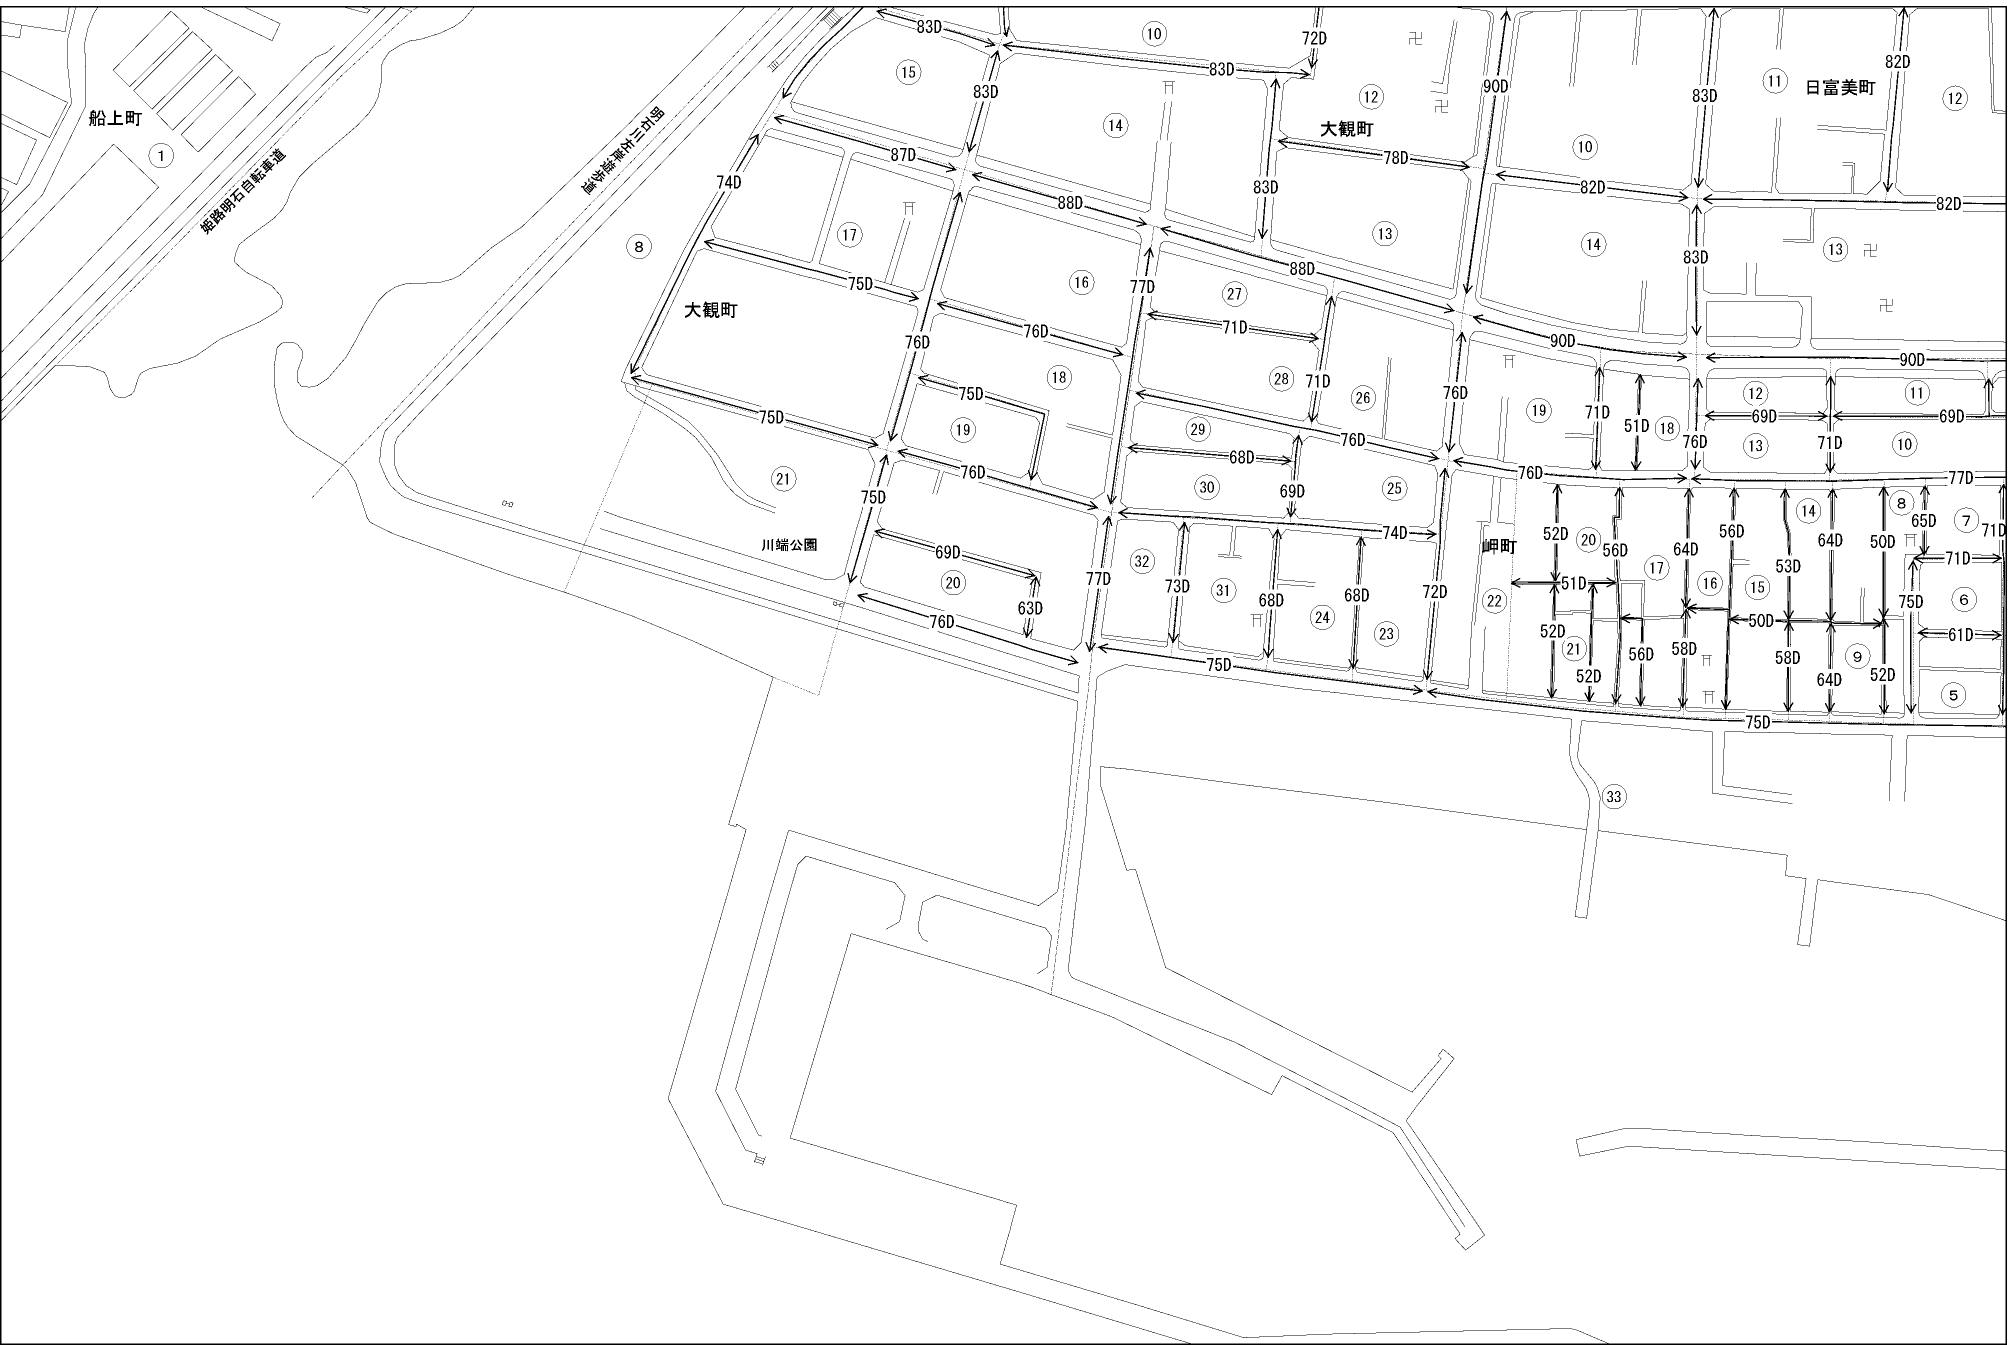 83D
72D
⑩
83D
82D
⑮
83D
⑪
日富美町
90D
83D
⑫
⑫
船上町
⑭
大観町
明石川左岸遊歩道
①
87D
78D
⑩
姫路明石自転車道
74D
88D
83D
82D
82D
⑰
⑬
⑧
⑭
⑬
88D
83D
75D
⑯
77D
㉗
大観町
76D
71D
76D
90D
90D
⑱
㉘
71D
75D
76D
㉖
71D
⑲
51D
⑱
⑫
⑪
69D
69D
⑲
㉙
76D
76D
71D
⑬
⑩
75D
76D
68D
76D
77D
㉑
75D
㉚
69D
㉕
⑭
⑧
65D
⑦
71D
川端公園
69D
74D
岬町
52D
⑳
56D
64D
56D
64D
50D
71D
⑳
77D
㉜
73D
㉛
68D
68D
72D
51D
⑰
⑯
⑮
53D
75D
⑥
63D
76D
㉔
㉒
52D
50D
61D
㉓
㉑
56D
58D
58D
⑨
75D
52D
64D
52D
⑤
75D
㉝